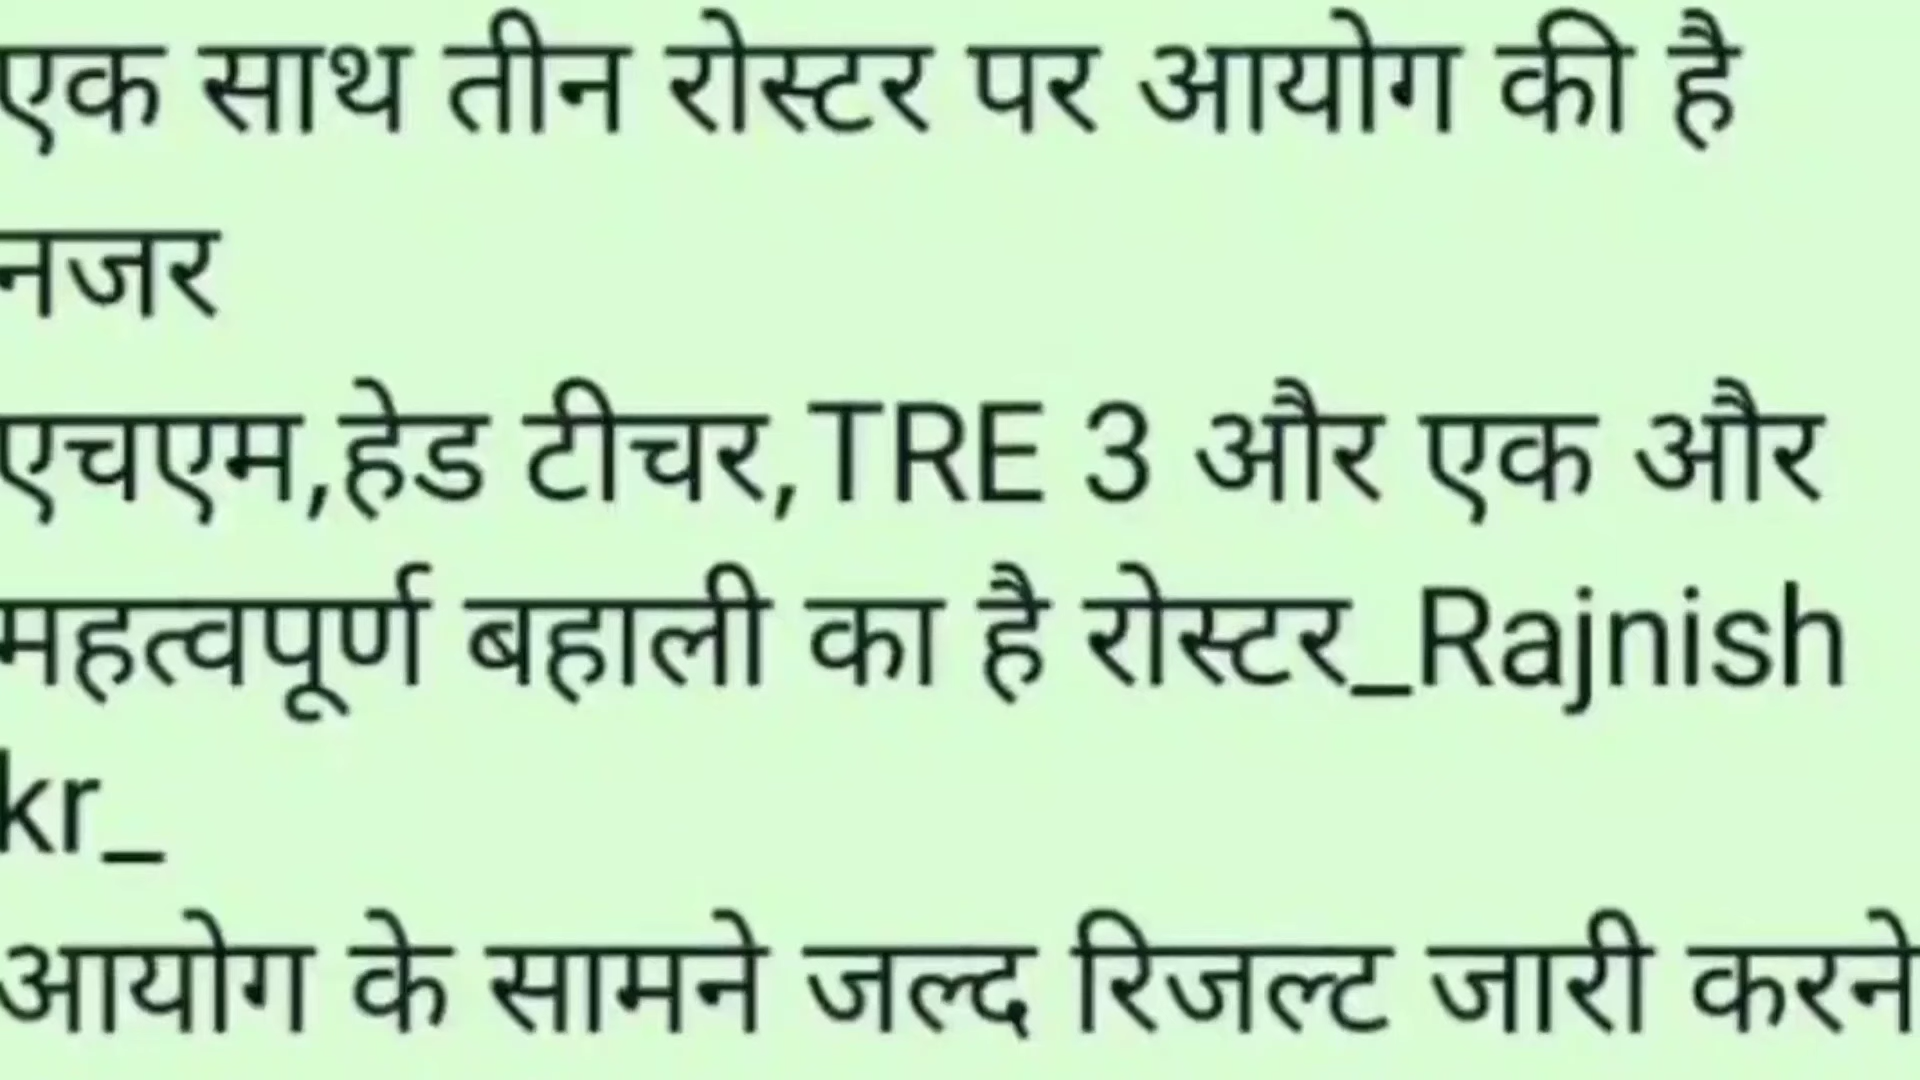 एक साथ तीन रोस्टर पर आयोग की है
नजर
एचएम,हेड टीचर,TRE 3 और एक और
महत्वपूर्ण बहाली का है रोस्टर_Rajnish
kr_
आयोग के सामने जल्द रिजल्ट जारी करने